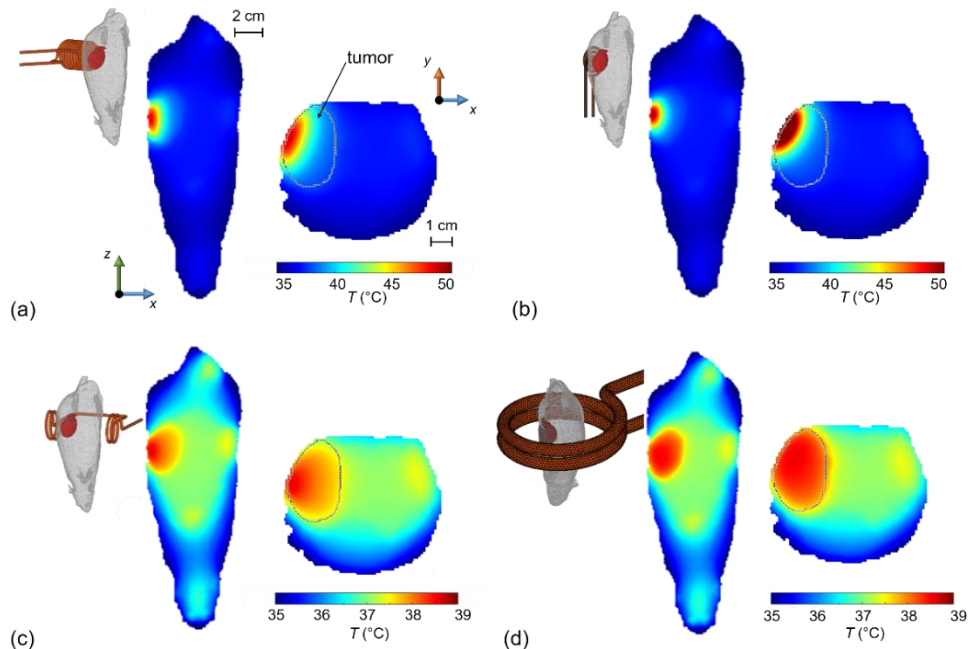 2 cm
tumor
y
x
1 cm
z
x
35 40 45 50
T (°C)
(a)
35 40 45 50
T (°C)
(b)
35 36 37 38 39
T (°C)
(c)
35 36 37 38 39
T (°C)
(d)